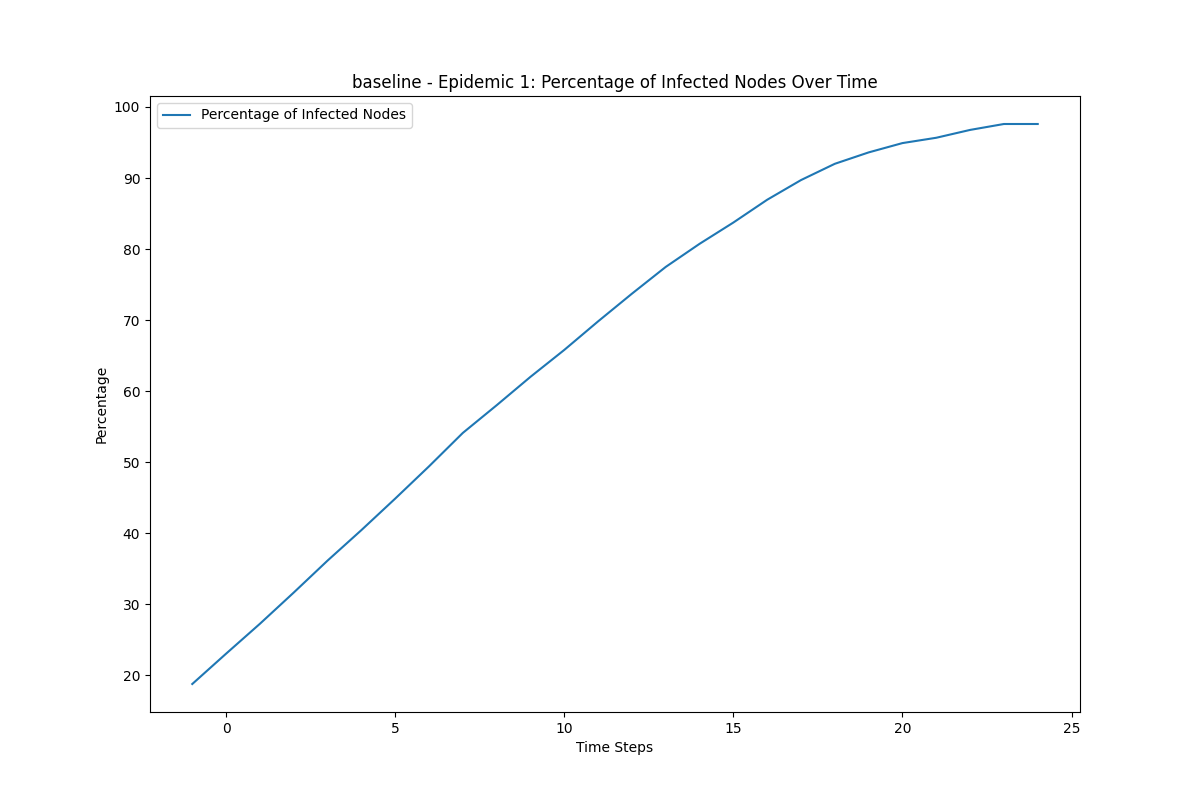 baseline - Epidemic 1: Percentage of Infected Nodes Over Time
Percentage of Infected Nodes
Percentage
100
90
80
70
60
50
40
30
20
0 5 10 15 20 25
Time Steps